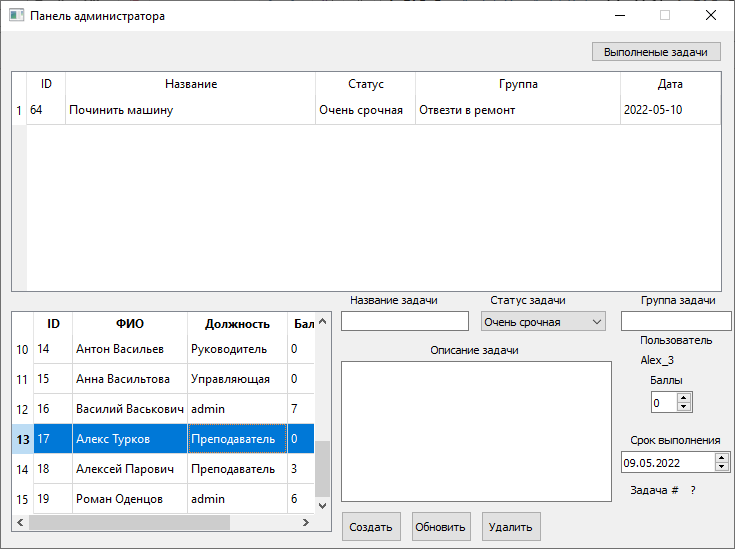 Панель администратора
Выполненые задачи
ID Название Статус Группа Дата
1 64 Починить машину Очень срочная Отвезти в ремонт 2022-05-10
Название задачи Статус задачи Группа задачи
Очень срочная
ID ФИО Должность Бал
10 14 Антон Васильев Руководитель 0
11 15 Анна Васильтова Управляющая 0
12 16 Василий Васькович admin 7
13 17 Алекс Турков Преподаватель 0
14 18 Алексей Парович Преподаватель 3
15 19 Роман Оденцов admin 6
Описание задачи
Пользователь
Alex_3
Баллы
0
Срок выполнения
09.05.2022
Задача # ?
Создать Обновить Удалить